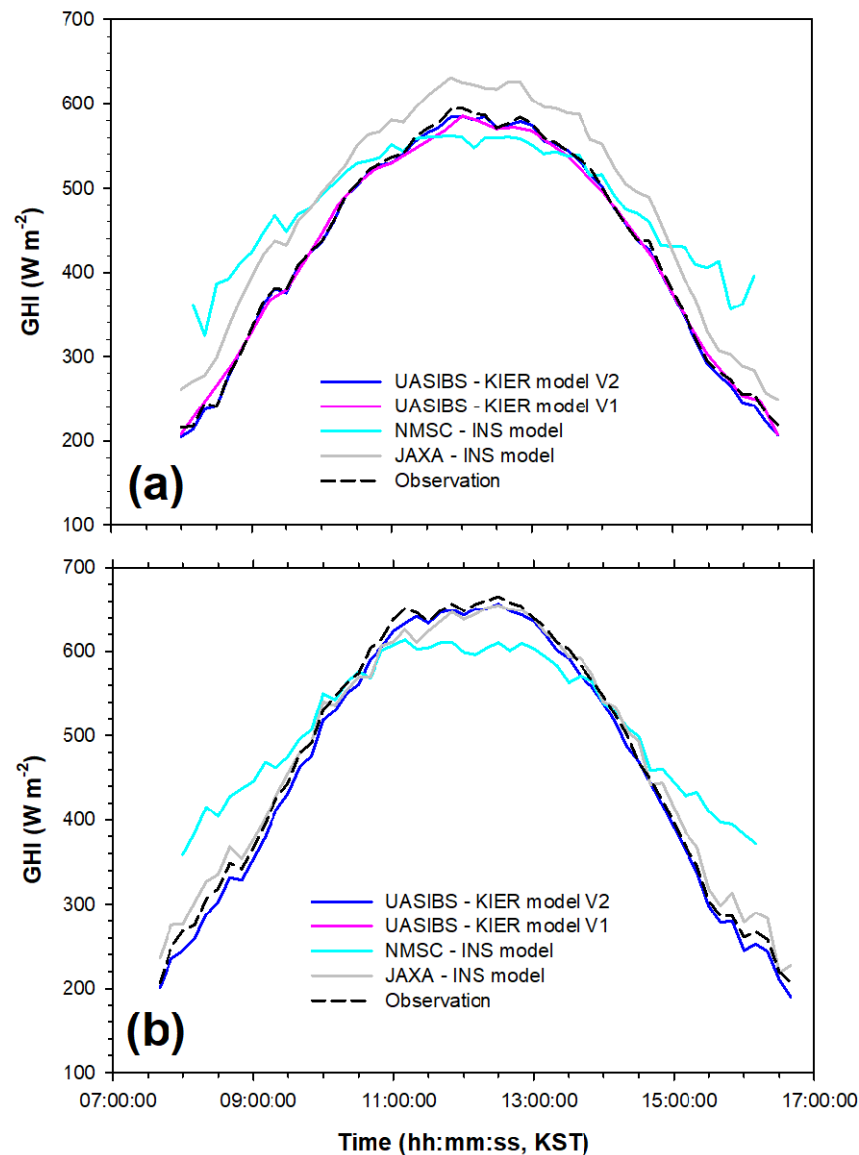 700
600
500
400
300
200
100
GHI (W m-2)
UASIBS - KIER model V2
UASIBS - KIER model V1
NMSC - INS model
JAXA - INS model
Observation
(a)
700
600
500
400
300
200
100
GHI (W m-2)
UASIBS - KIER model V2
UASIBS - KIER model V1
NMSC - INS model
JAXA - INS model
Observation
(b)
07:00:00 09:00:00 11:00:00 13:00:00 15:00:00 17:00:00
Time (hh:mm:ss, KST)